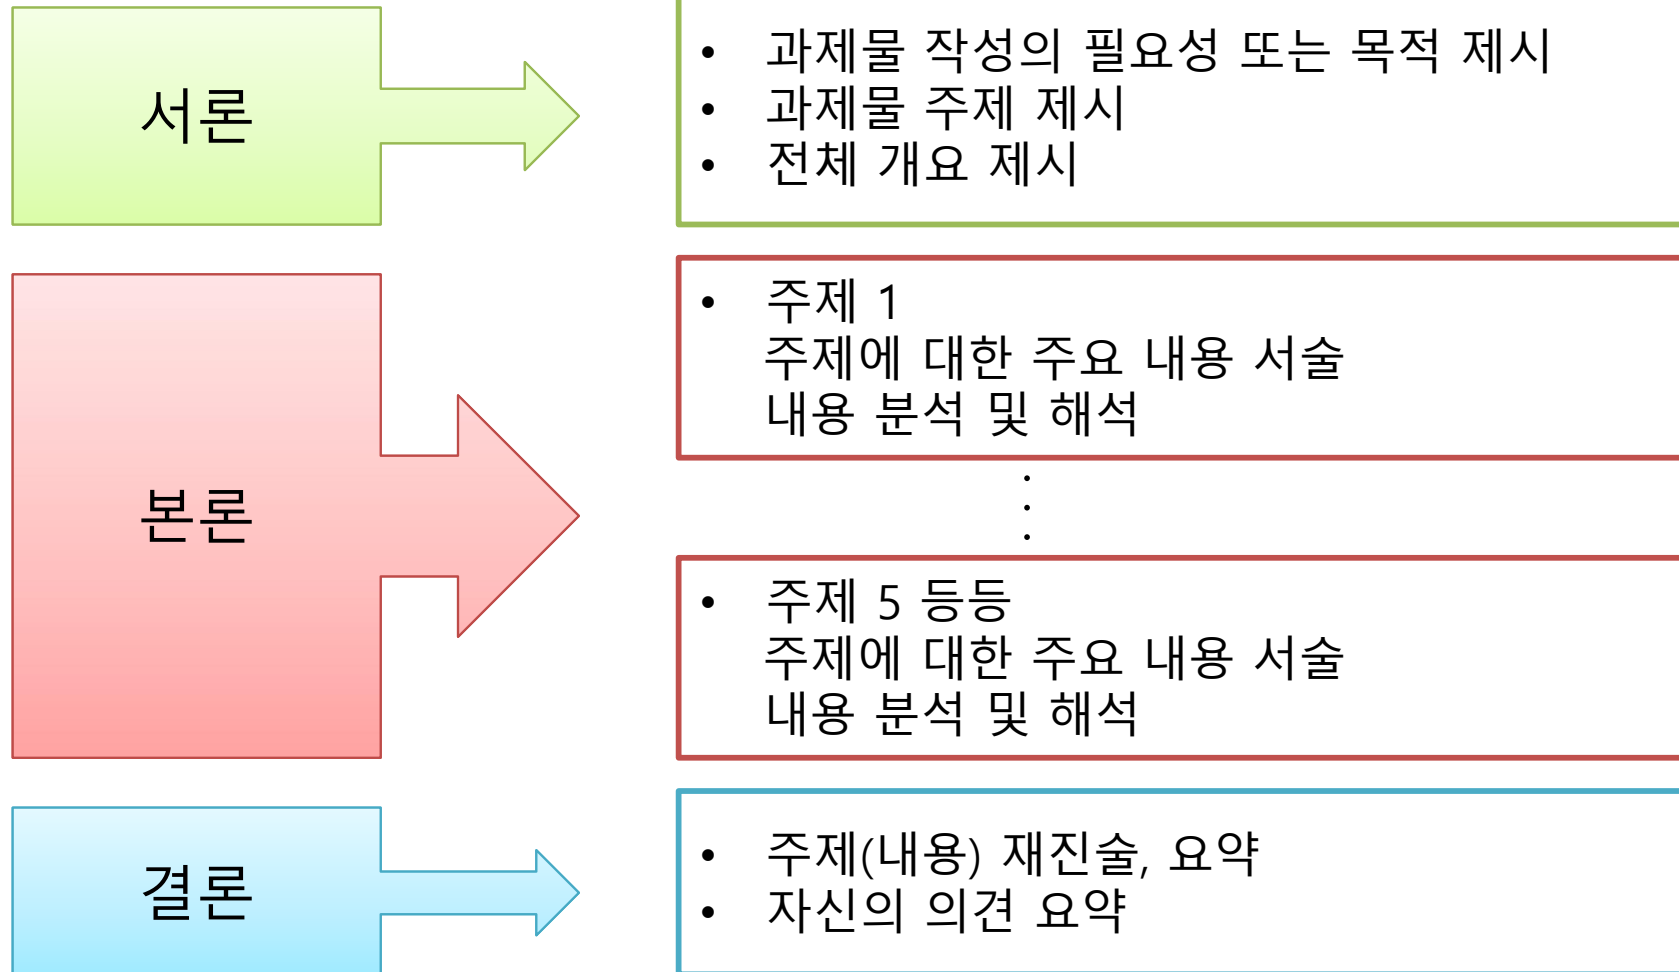 서론
• 과제물 작성의 필요성 또는 목적 제시
• 과제물 주제 제시
• 전체 개요 제시
본론
• 주제 1
주제에 대한 주요 내용 서술
내용 분석 및 해석
.
.
.
• 주제 5 등등
주제에 대한 주요 내용 서술
내용 분석 및 해석
결론
• 주제(내용) 재진술, 요약
• 자신의 의견 요약